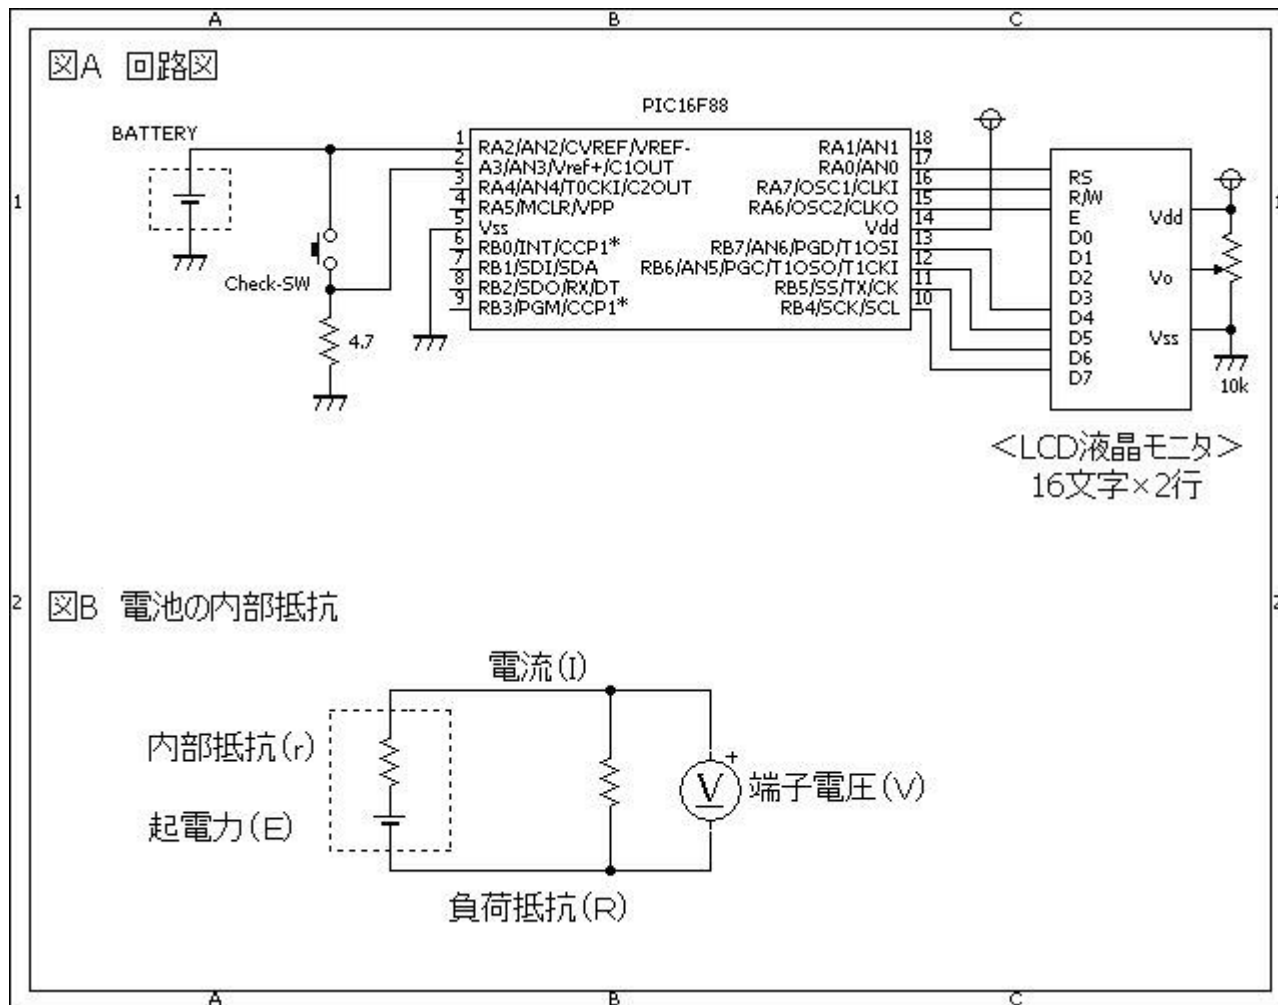 A B C
図A 回路図
PIC16F88
BATTERY
1 RA2/AN2/CVREF/VREF- RA1/AN1 18
2 A3/AN3/Vref+/C1OUT RA0/AN0 17
3 RA4/AN4/T0CKI/C2OUT RA7/OSC1/CLKI 16
4 RA5/MCLR/VPP RA6/OSC2/CLKO 15
5 Vss Vdd 14
6 RB0/INT/CCP1* RB7/AN6/PGD/T1OSI 13
7 RB1/SDI/SDA RB6/AN5/PGC/T1OSO/T1CKI 12
8 RB2/SDO/RX/DT RB5/SS/TX/CK 11
9 RB3/PGM/CCP1* RB4/SCK/SCL 10
1 1
Check-SW
4.7
RS
R/W
E
D0
D1
D2
D3
D4
D5
D6
D7
Vdd
Vo
Vss
10k
<LCD液晶モニタ>
16文字×2行
2 2
図B 電池の内部抵抗
電流(I)
内部抵抗(r)
起電力(E)
+
V
端子電圧(V)
負荷抵抗(R)
A B C